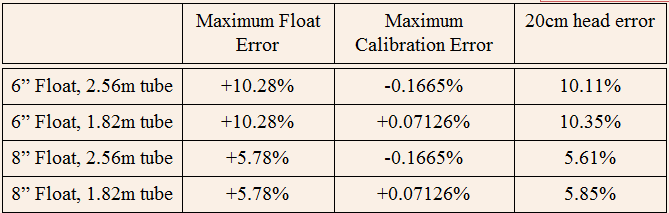 Maximum Float Error Maximum Calibration Error 20cm head error
6” Float, 2.56m tube +10.28% -0.1665% 10.11%
6” Float, 1.82m tube +10.28% +0.07126% 10.35%
8” Float, 2.56m tube +5.78% -0.1665% 5.61%
8” Float, 1.82m tube +5.78% +0.07126% 5.85%